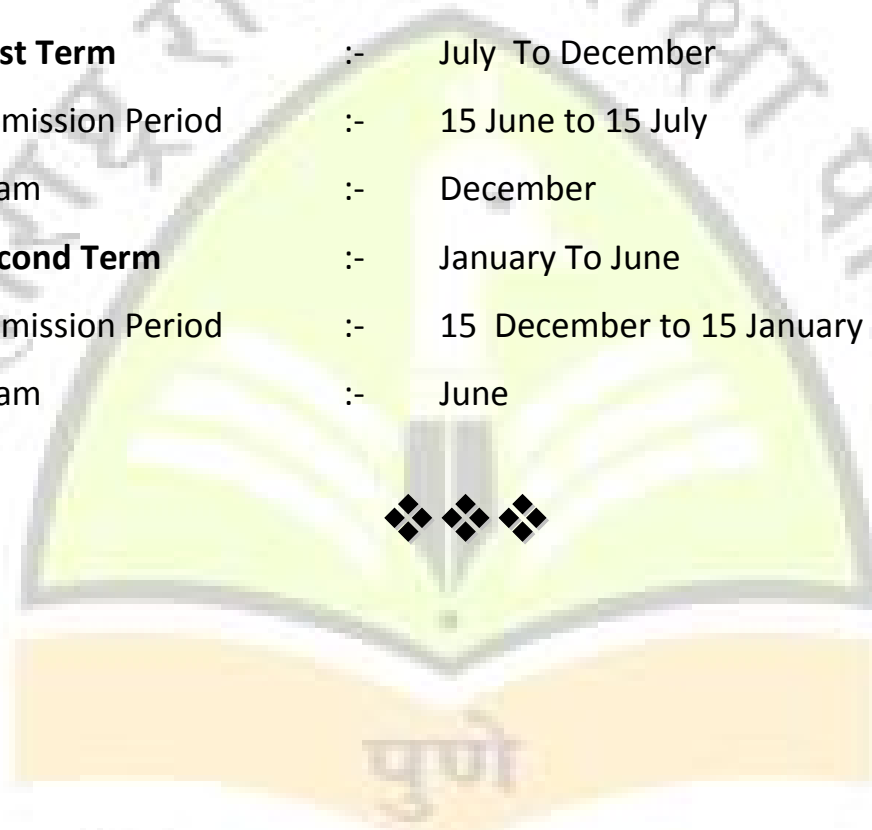 st Term :- July To December
mission Period :- 15 June to 15 July
am :- December
cond Term :- January To June
mission Period :- 15 December to 15 January
am :- June
पुणे